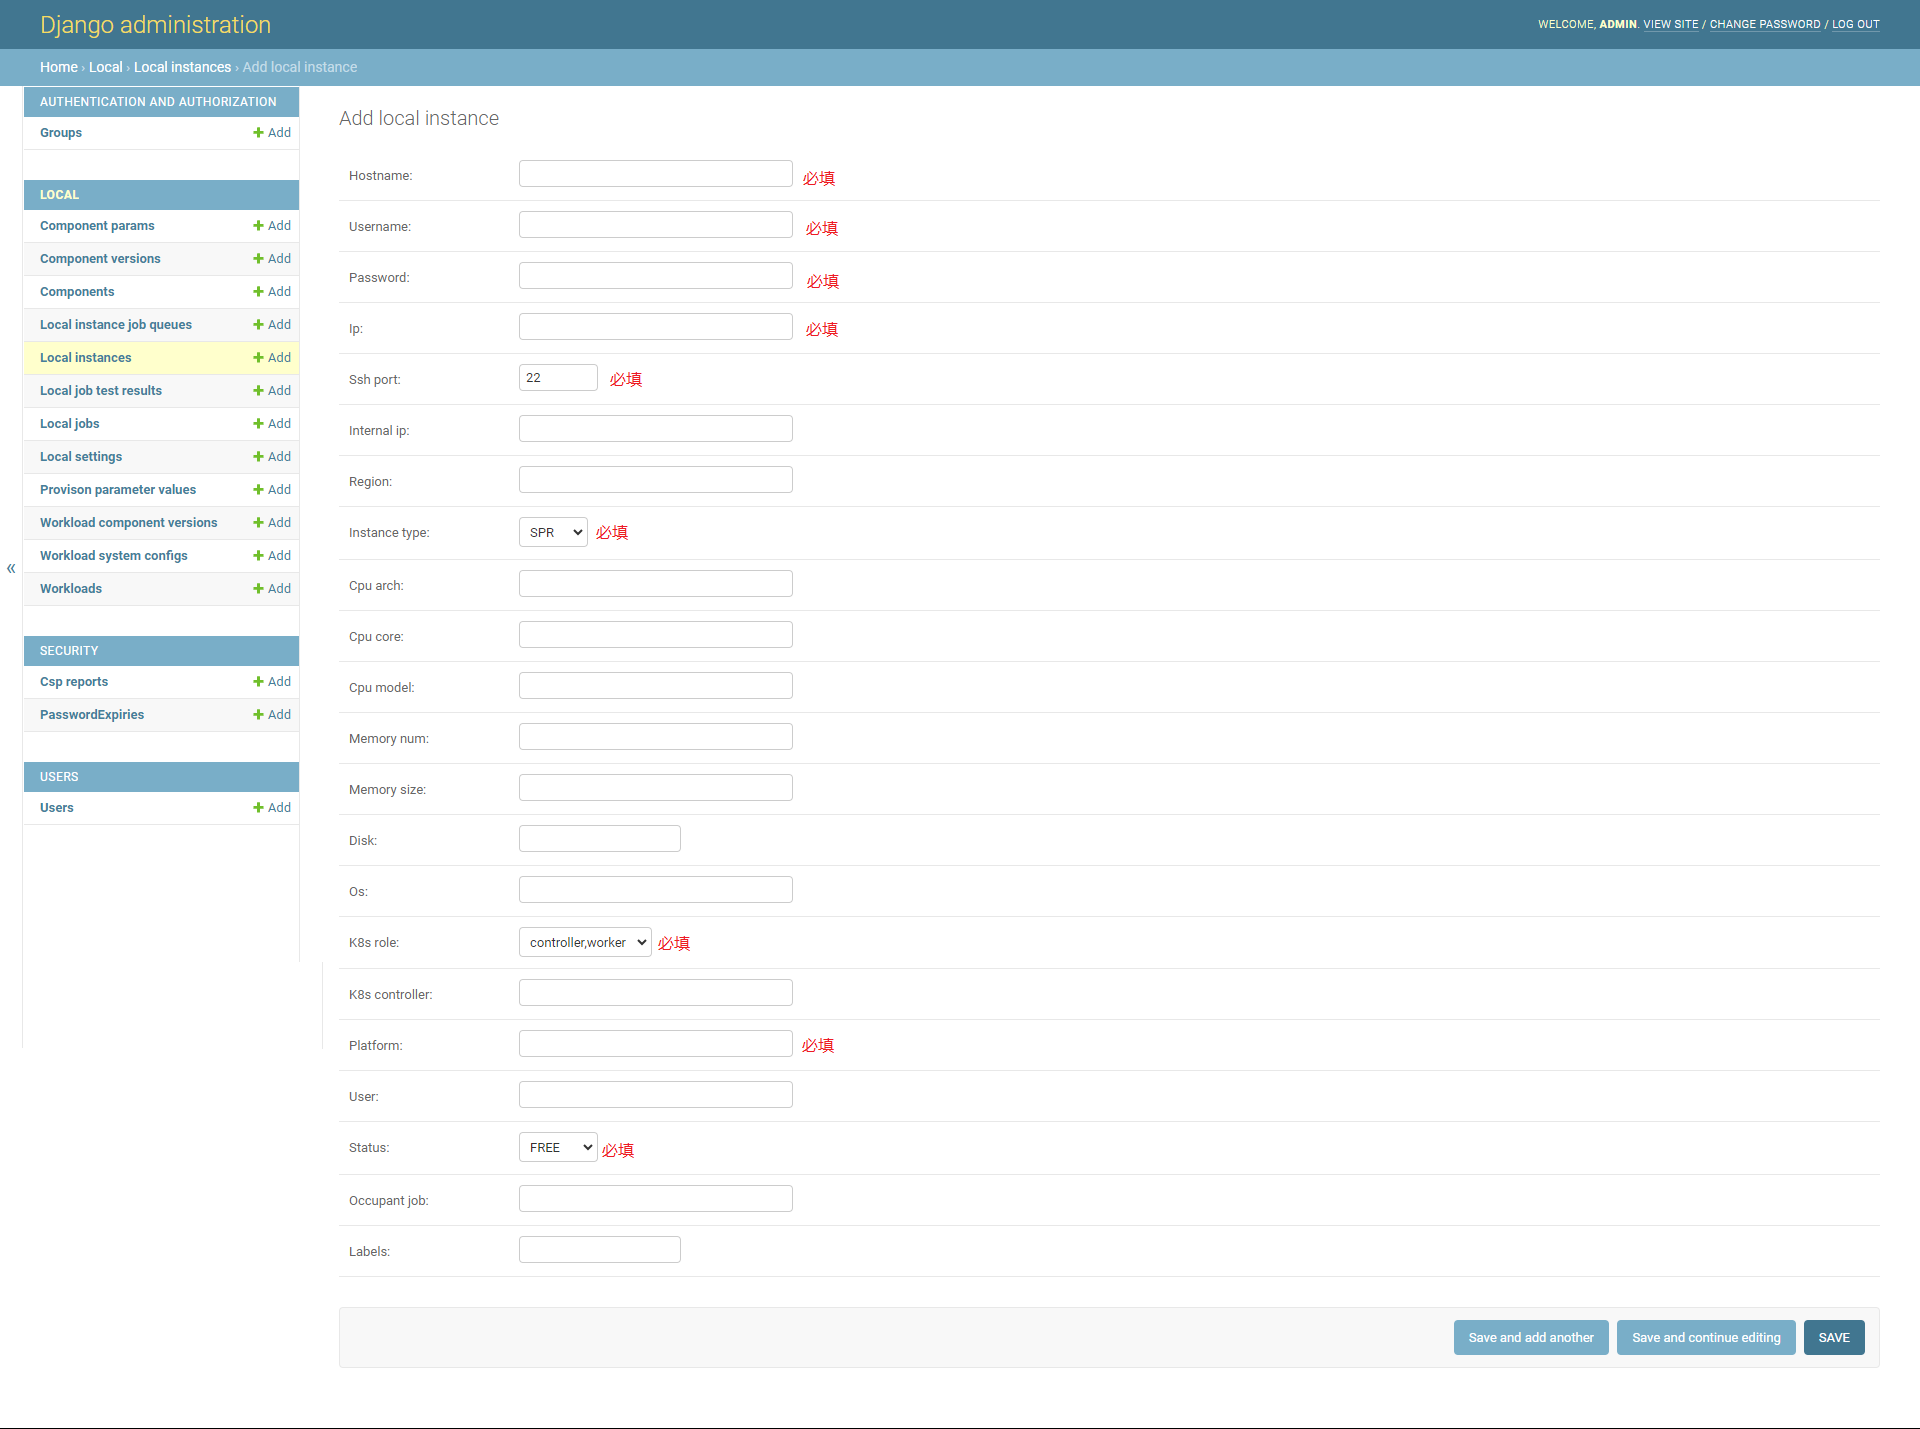 Django administration
WELCOME, ADMIN. VIEW SITE / CHANGE PASSWORD / LOG OUT
Home › Local › Local instances › Add local instance
AUTHENTICATION AND AUTHORIZATION
Groups + Add
LOCAL
Component params + Add
Component versions + Add
Components + Add
Local instance job queues + Add
Local instances + Add
Local job test results + Add
Local jobs + Add
Local settings + Add
Provison parameter values + Add
Workload component versions + Add
Workload system configs + Add
Workloads + Add
SECURITY
Csp reports + Add
PasswordExpiries + Add
USERS
Users + Add
«
Add local instance
Hostname: 必填
Username: 必填
Password: 必填
Ip: 必填
Ssh port: 22 必填
Internal ip:
Region:
Instance type: SPR 必填
Cpu arch:
Cpu core:
Cpu model:
Memory num:
Memory size:
Disk:
Os:
K8s role: controller,worker 必填
K8s controller:
Platform: 必填
User:
Status: FREE 必填
Occupant job:
Labels:
Save and add another Save and continue editing SAVE